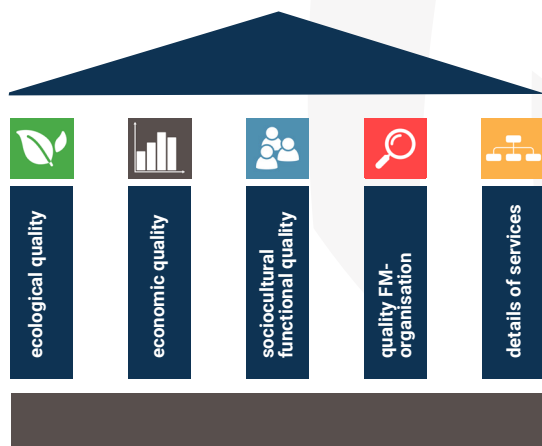 ecological quality
economic quality
sociocultural
functional quality
quality FM-
organisation
details of services